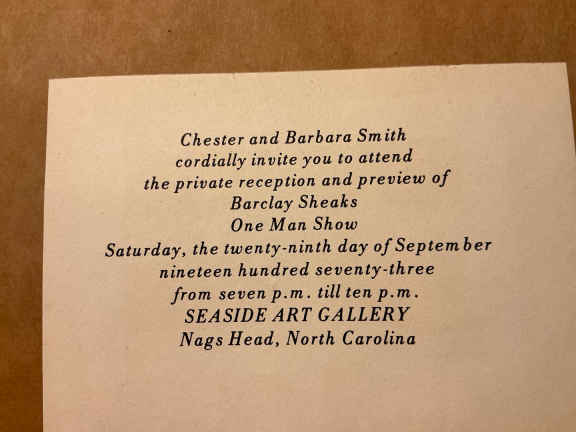 Chester and Barbara Smith
cordially invite you to attend
the private reception and preview of
Barclay Sheaks
One Man Show
Saturday, the twenty-ninth day of September
nineteen hundred seventy-three
from seven p.m. till ten p.m.
SEASIDE ART GALLERY
Nags Head, North Carolina